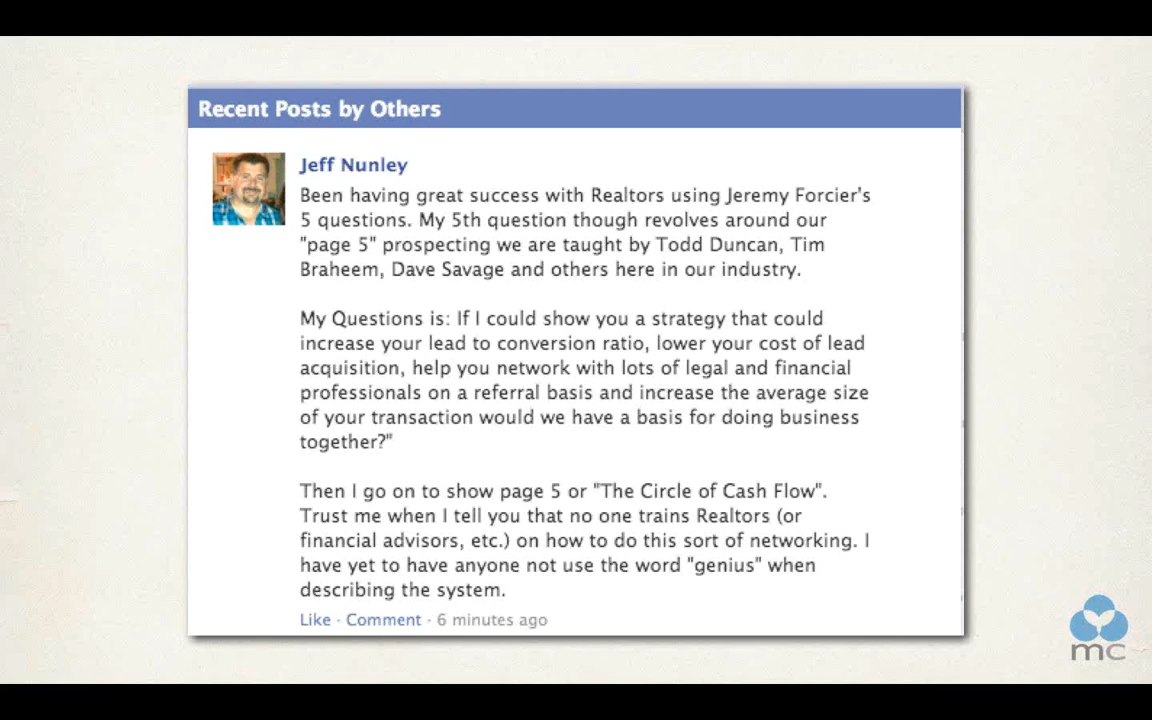 Recent Posts by Others
Jeff Nunley
Been having great success with Realtors using Jeremy Forcier's
5 questions. My 5th question though revolves around our
"page 5" prospecting we are taught by Todd Duncan, Tim
Braheem, Dave Savage and others here in our industry.
My Questions is: If I could show you a strategy that could
increase your lead to conversion ratio, lower your cost of lead
acquisition, help you network with lots of legal and financial
professionals on a referral basis and increase the average size
of your transaction would we have a basis for doing business
together?"
Then I go on to show page 5 or "The Circle of Cash Flow".
Trust me when I tell you that no one trains Realtors (or
financial advisors, etc.) on how to do this sort of networking. I
have yet to have anyone not use the word "genius" when
describing the system.
Like · Comment · 6 minutes ago
mc